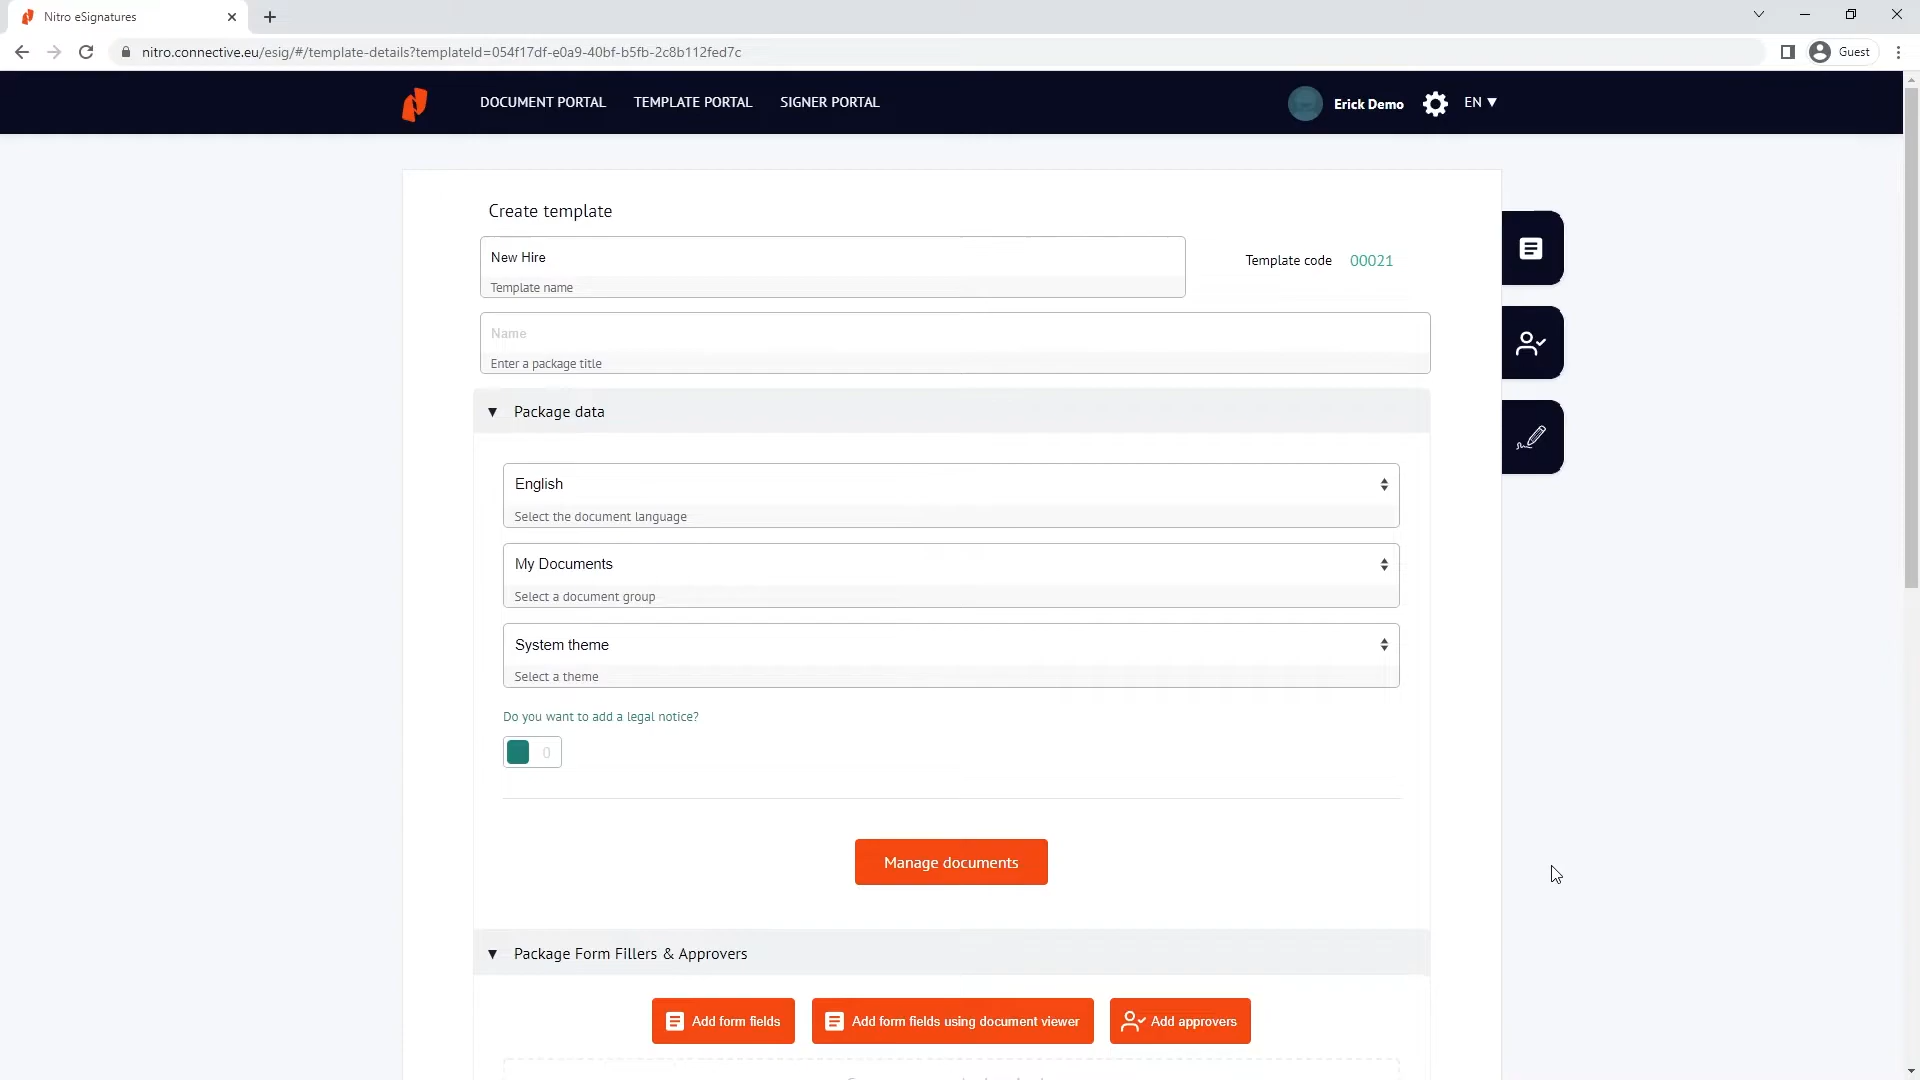 Nitro eSignatures
nitro.connective.eu/esig/#/template-details?templateId=054f17df-e0a9-40bf-b5fb-2c8b112fed7c
Guest
DOCUMENT PORTAL
TEMPLATE PORTAL
SIGNER PORTAL
Erick Demo
EN ▼
Create template
New Hire
Template name
Template code 00021
Name
Enter a package title
▼ Package data
English
Select the document language
My Documents
Select a document group
System theme
Select a theme
Do you want to add a legal notice?
0
Manage documents
▼ Package Form Fillers & Approvers
Add form fields
Add form fields using document viewer
Add approvers